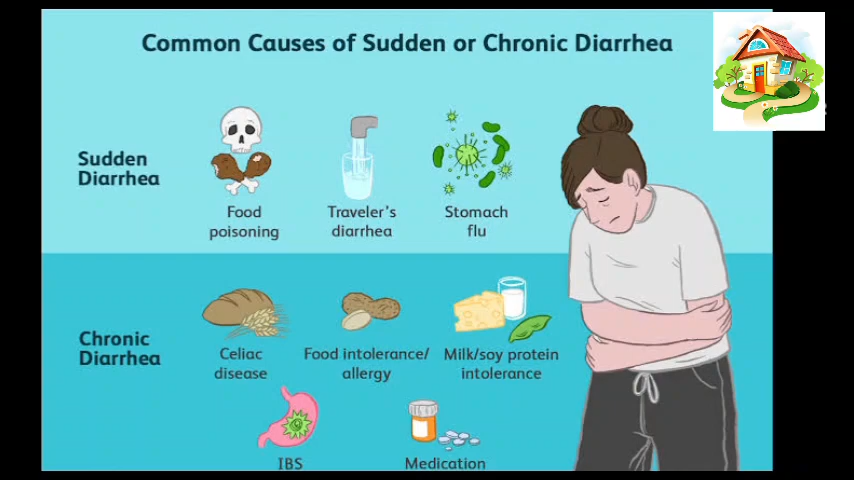 Common Causes of Sudden or Chronic Diarrhea
Sudden
Diarrhea
Food
poisoning
Traveler's
diarrhea
Stomach
flu
Chronic
Diarrhea
Celiac
disease
Food intolerance/
allergy
Milk/soy protein
intolerance
IBS
Medication